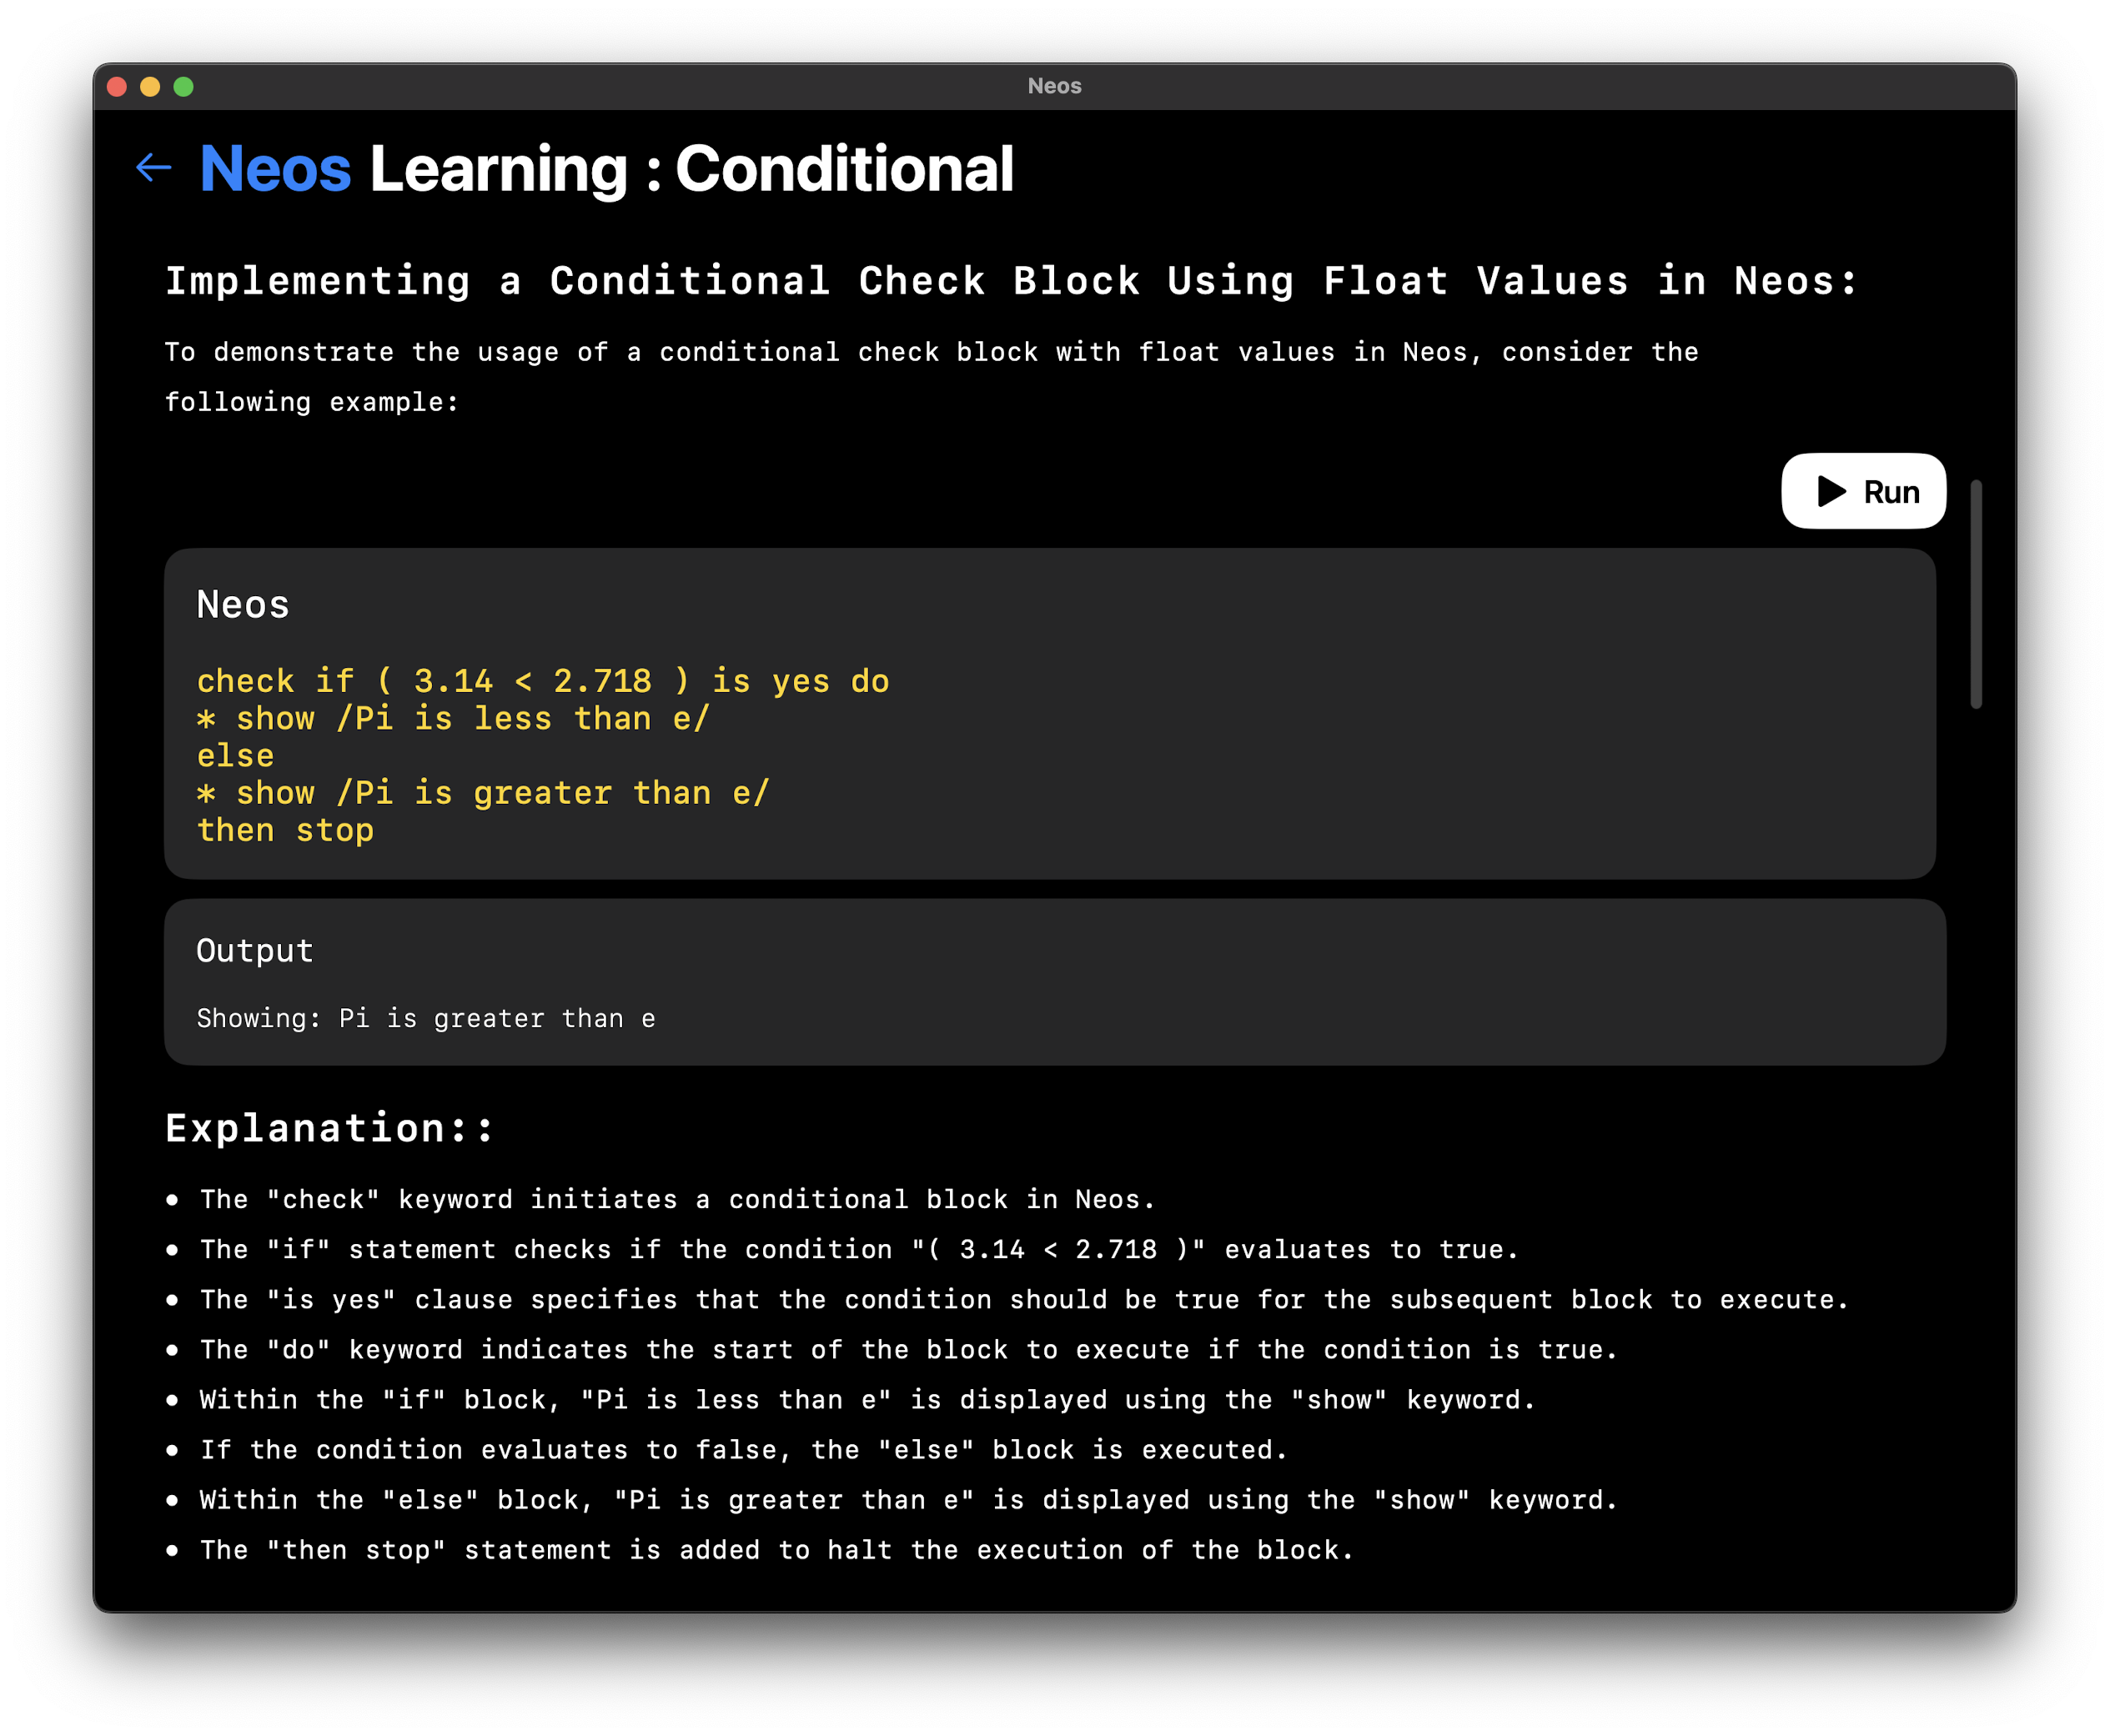 Neos
Neos Learning : Conditional
Implementing a Conditional Check Block Using Float Values in Neos:
To demonstrate the usage of a conditional check block with float values in Neos, consider the
following example:
Run
Neos
check if ( 3.14 < 2.718 ) is yes do
* show /Pi is less than e/
else
* show /Pi is greater than e/
then stop
Output
Showing: Pi is greater than e
Explanation::
• The "check" keyword initiates a conditional block in Neos.
• The "if" statement checks if the condition "( 3.14 < 2.718 )" evaluates to true.
• The "is yes" clause specifies that the condition should be true for the subsequent block to execute.
• The "do" keyword indicates the start of the block to execute if the condition is true.
• Within the "if" block, "Pi is less than e" is displayed using the "show" keyword.
• If the condition evaluates to false, the "else" block is executed.
• Within the "else" block, "Pi is greater than e" is displayed using the "show" keyword.
• The "then stop" statement is added to halt the execution of the block.